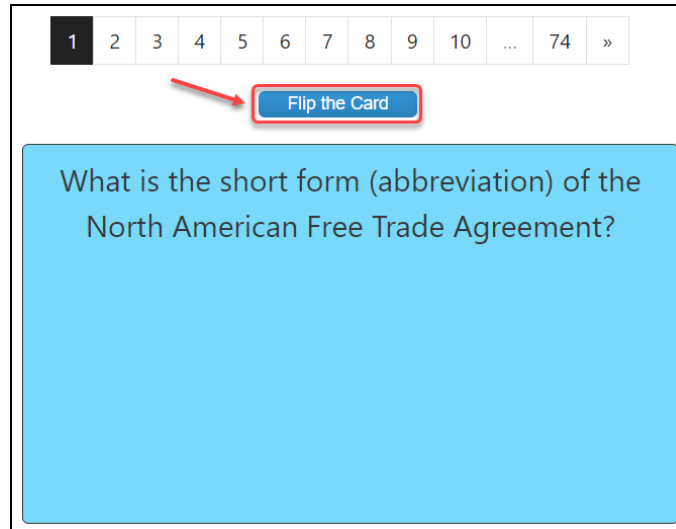 1 2 3 4 5 6 7 8 9 10 ... 74 »
Flip the Card
What is the short form (abbreviation) of the
North American Free Trade Agreement?